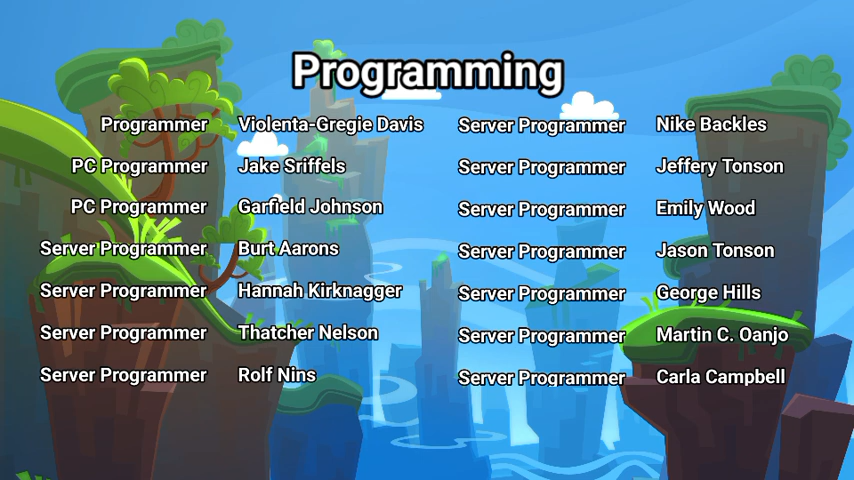 Programming
Programmer Violenta-Gregie Davis
PC Programmer Jake Sriffels
PC Programmer Garfield Johnson
Server Programmer Burt Aarons
Server Programmer Hannah Kirknagger
Server Programmer Thatcher Nelson
Server Programmer Rolf Nins
Server Programmer Nike Backles
Server Programmer Jeffery Tonson
Server Programmer Emily Wood
Server Programmer Jason Tonson
Server Programmer George Hills
Server Programmer Martin C. Oanjo
Server Programmer Carla Campbell